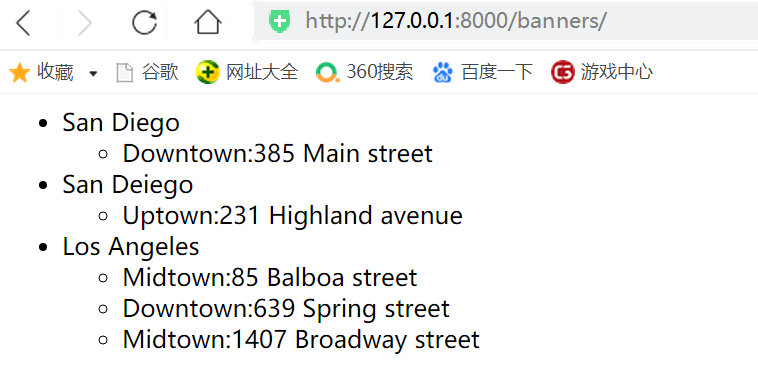 http://127.0.0.1:8000/banners/
收藏 谷歌 网址大全 360搜索 百度一下 游戏中心
San Diego
Downtown:385 Main street
San Deiego
Uptown:231 Highland avenue
Los Angeles
Midtown:85 Balboa street
Downtown:639 Spring street
Midtown:1407 Broadway street